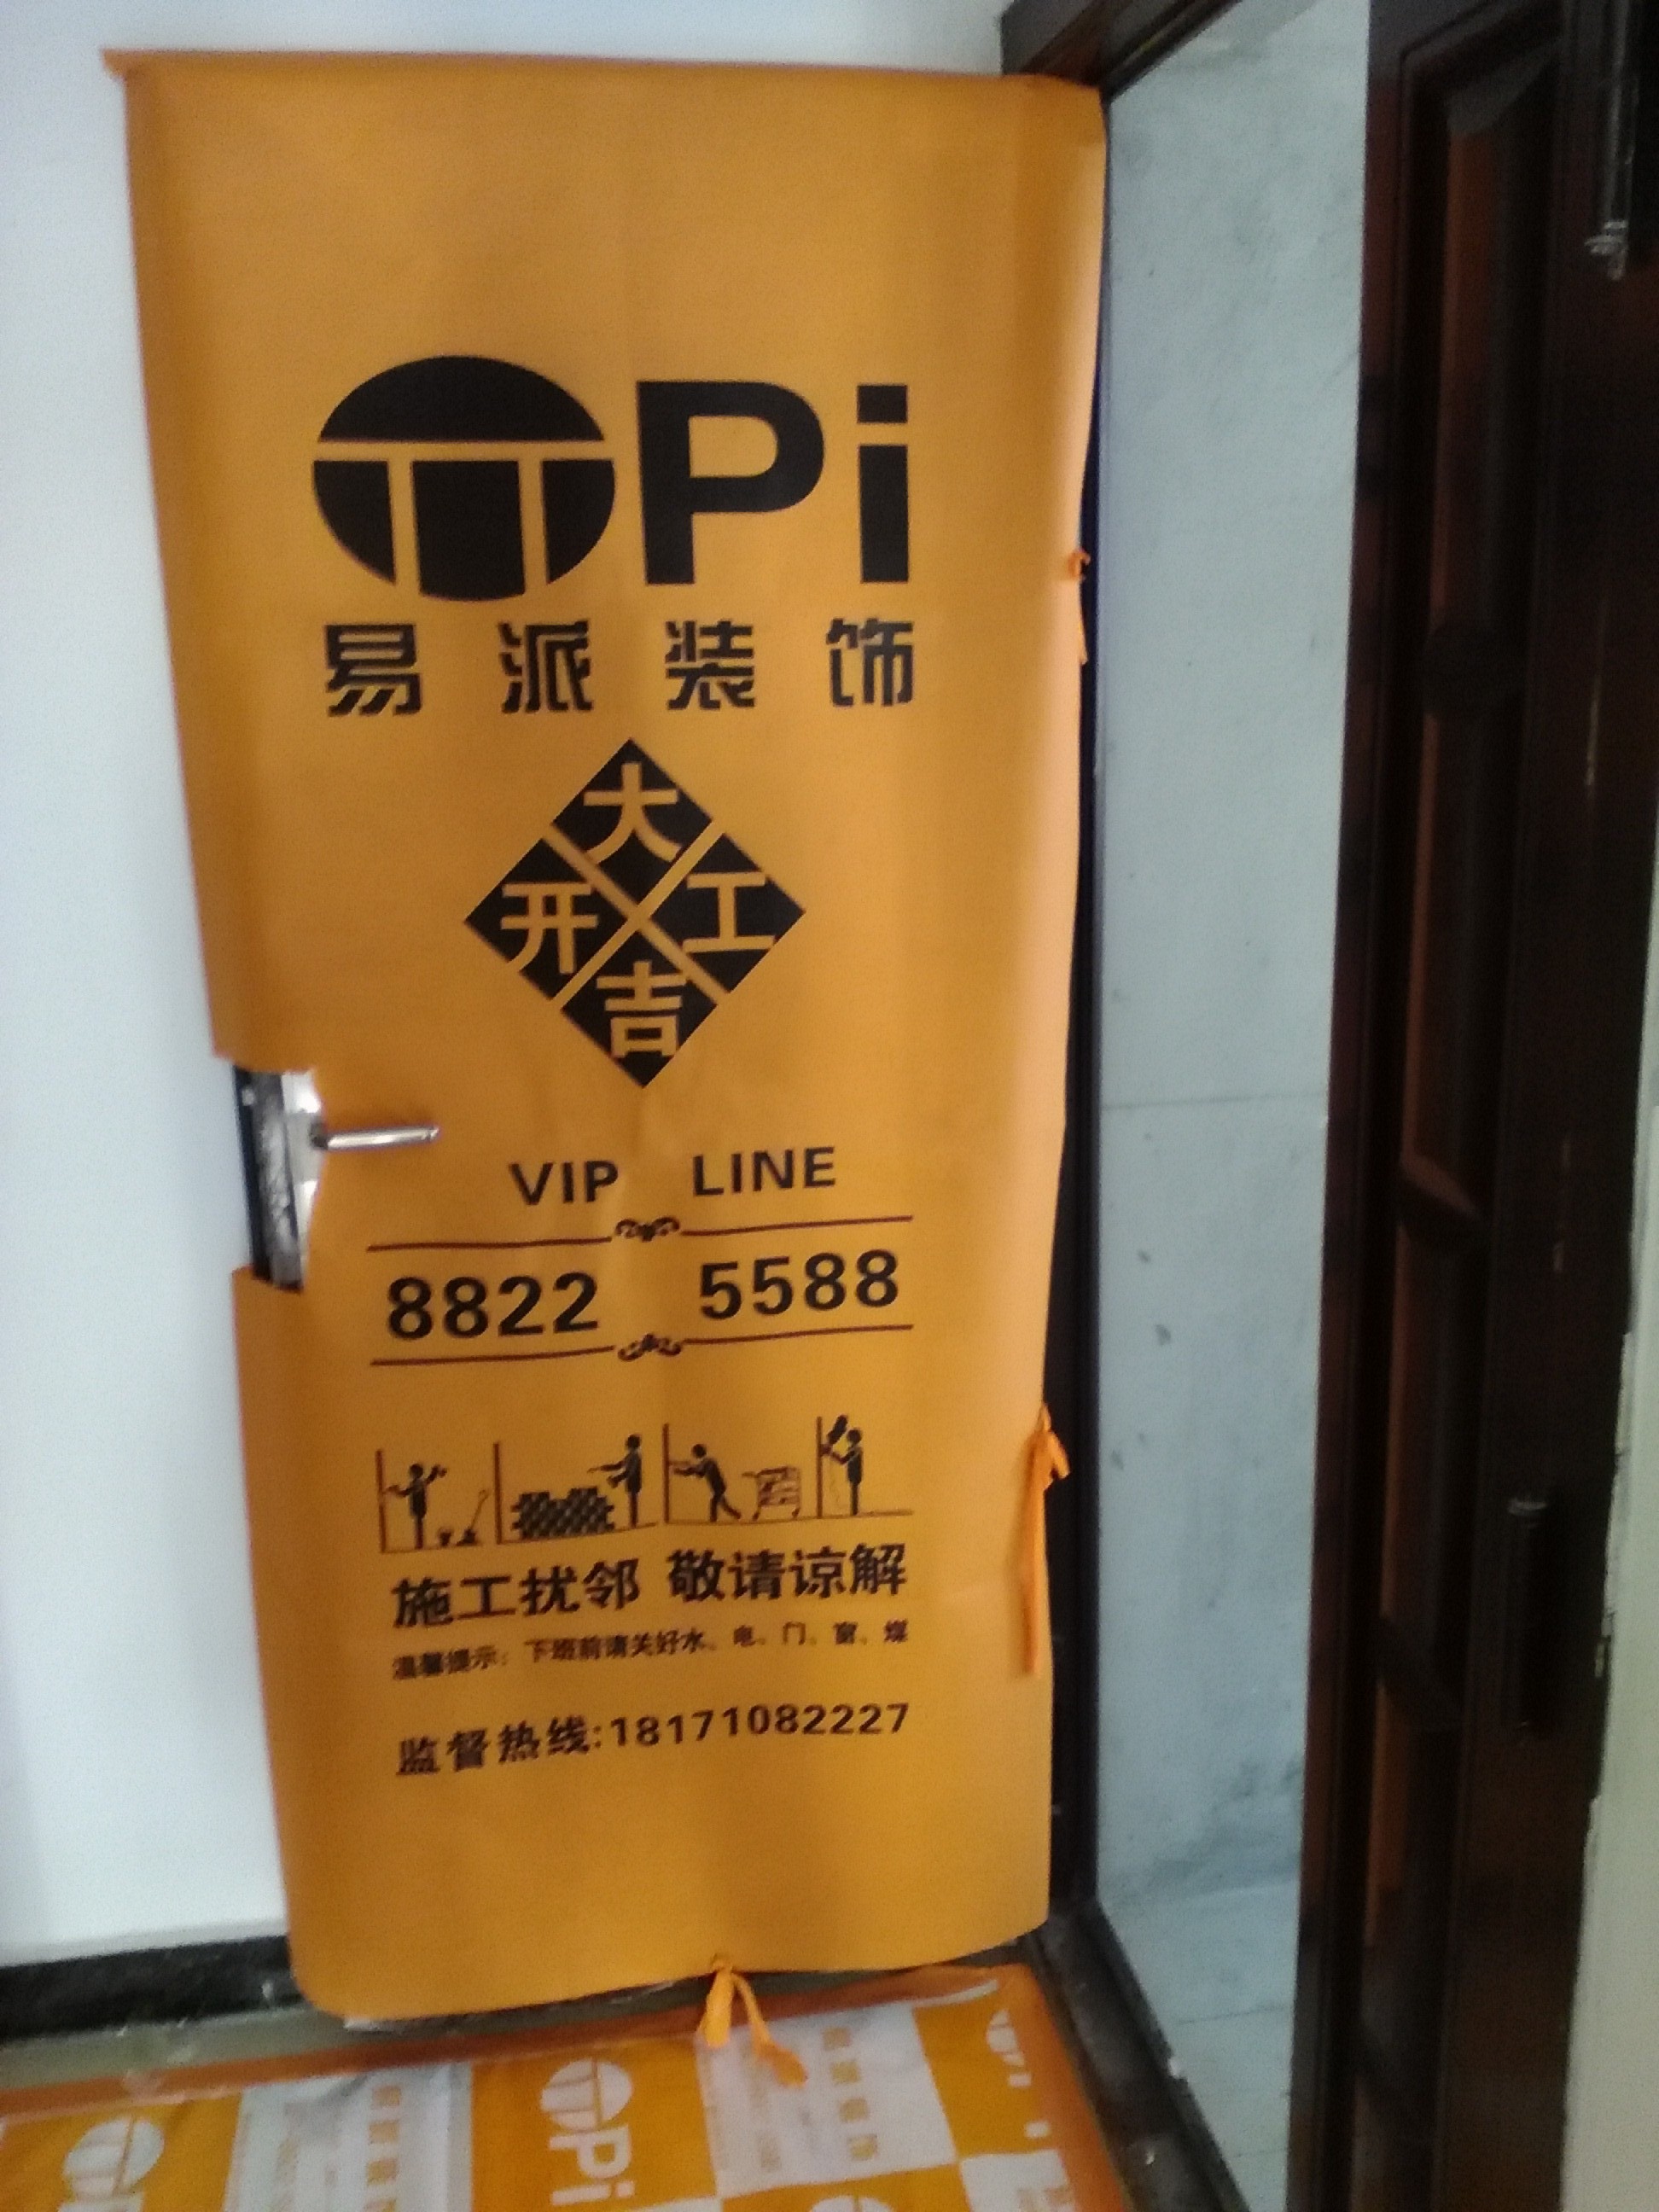 Pi
易派装饰
大
开工
吉
VIP LINE
8822 5588
施工扰邻 敬请谅解
温馨提示：下班前请关好水、电、门、窗、煤
监督热线:18171082227
Pi